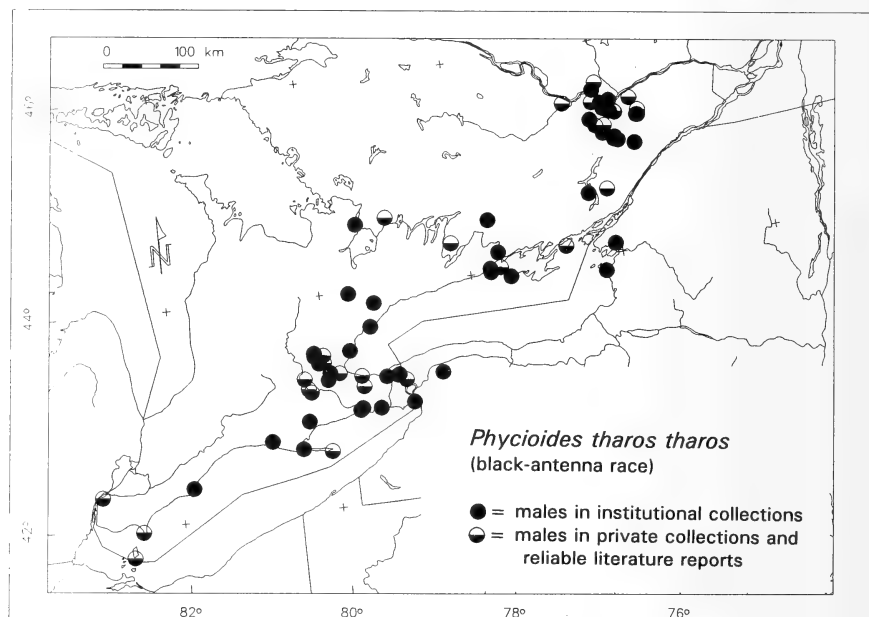 0 100 km
46°
44°
42°
N
Phycioides tharos tharos
(black-antenna race)
= males in institutional collections
= males in private collections and
reliable literature reports
82° 80° 78° 76°